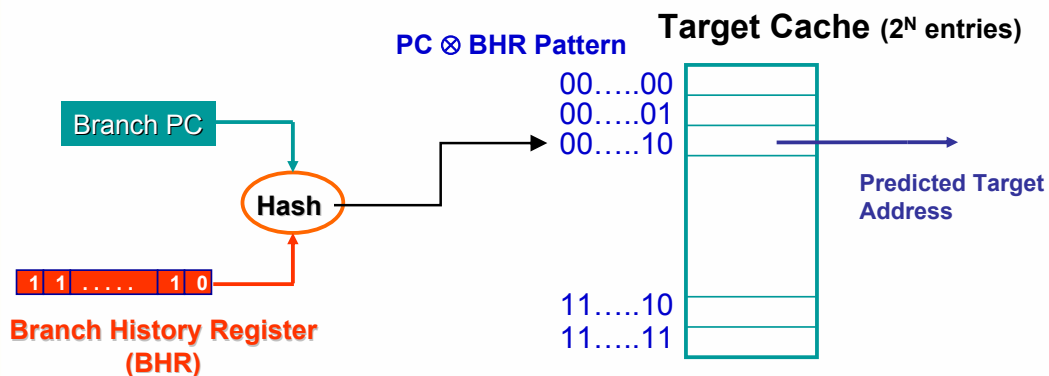 Target Cache (2^N entries)
PC ⊗ BHR Pattern
00…..00
00…..01
00…..10
Branch PC
Hash
Predicted Target
Address
1 1 ..... 1 0
Branch History Register
(BHR)
11…..10
11…..11